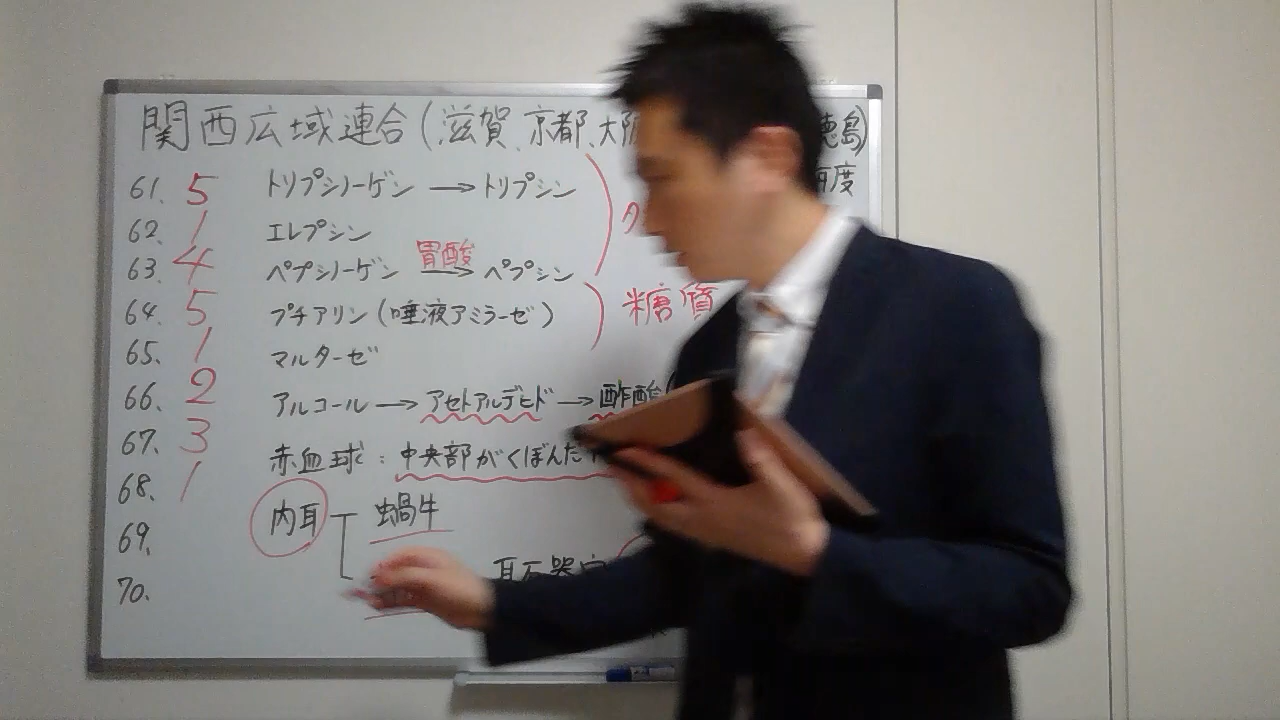 関西広域連合(滋賀、京都、大阪 徳島)
年度
61. 5 トリプシノーゲン → トリプシン
62. 1 エレプシン
63. 4 ペプシノーゲン 胃酸 → ペプシン
64. 5 プチアリン(唾液アミラーゼ) 糖質
65. 1 マルターゼ
66. 2 アルコール → アセトアルデヒド → 酢酸
67. 3 赤血球:中央部がくぼんだ
68. 1 内耳 蝸牛
69. 耳石器
70.